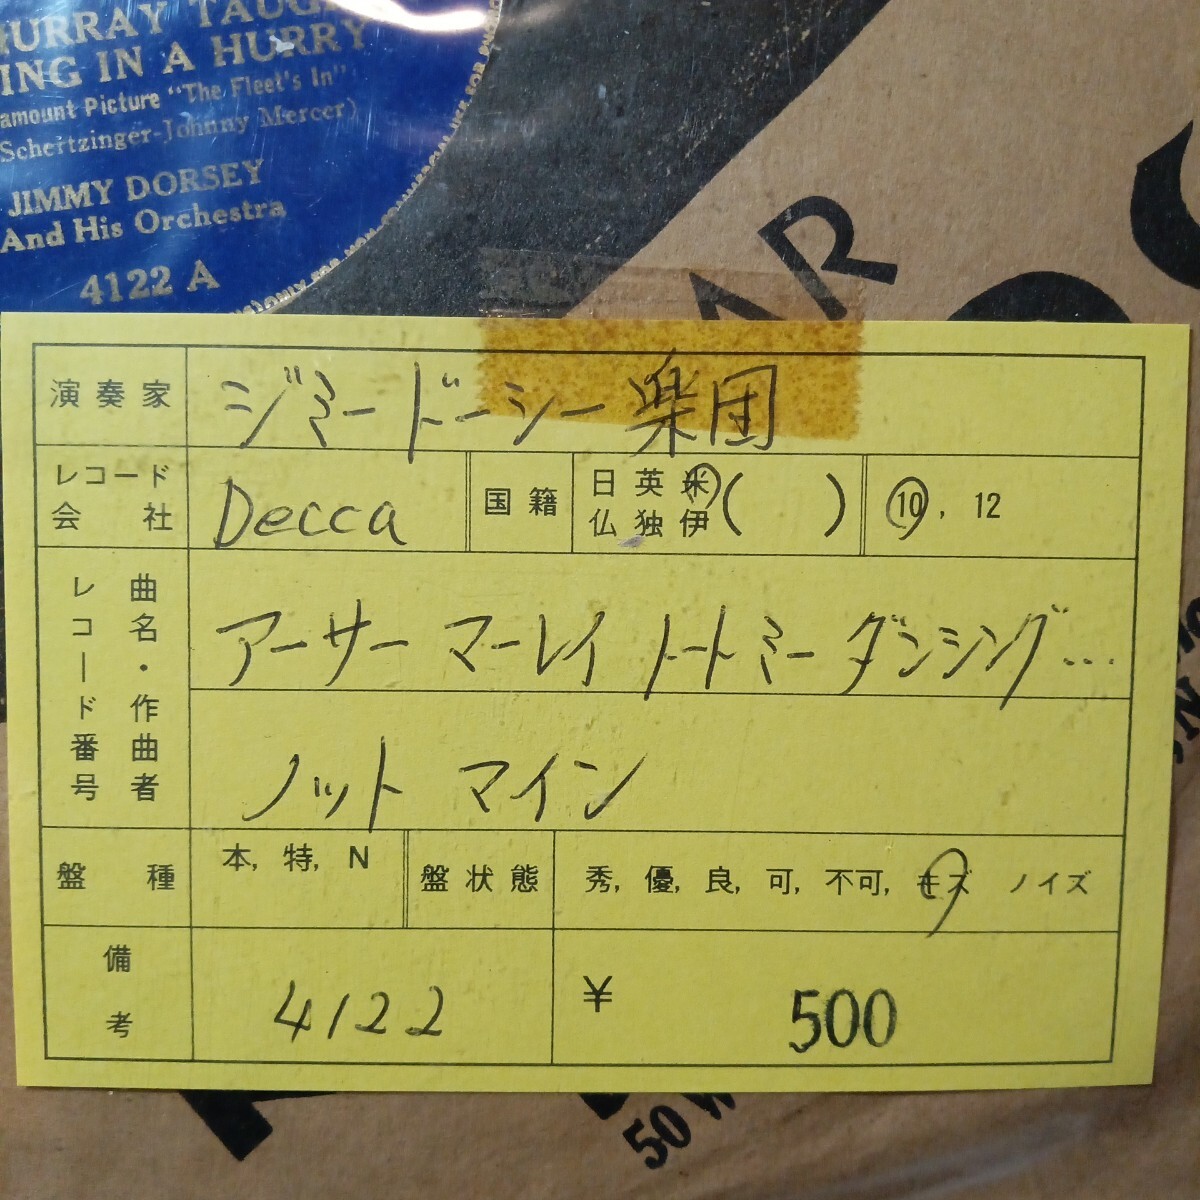 MURRAY TAUG
ING IN A HURRY
amount Picture "The Fleet's In"
Schertzinger-Johnny Mercer)
JIMMY DORSEY
And His Orchestra
4122 A
AR
演奏家 ジミードーシー楽団
レコード会社 Decca 国籍 日 英 米 仏 独 伊 ( ) 10, 12
レコード番号 曲名・作曲者 アーサー マーレイ トートミー ダンシング…
ノット マイン
盤種 本, 特, N 盤状態 秀, 優, 良, 可, 不可, キズ ノイズ
備考 4122 ¥ 500
50 W